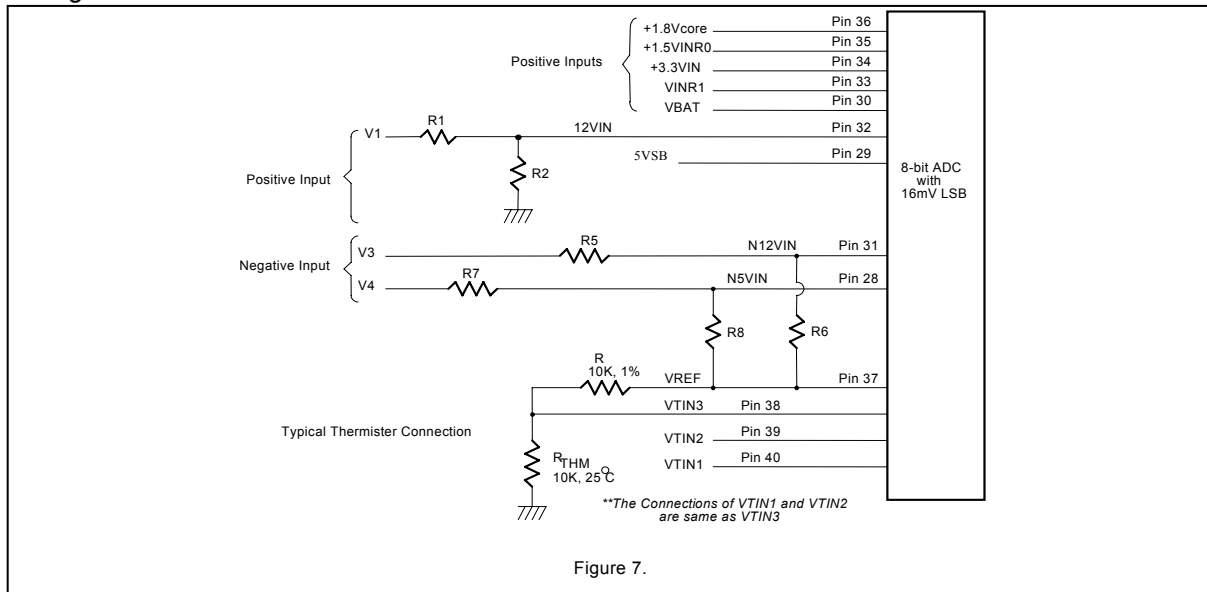 +1.8Vcore
Pin 36
+1.5VINR0
Pin 35
Positive Inputs
+3.3VIN
Pin 34
VINR1
Pin 33
VBAT
Pin 30
V1
R1
12VIN
Pin 32
R2
5VSB
Pin 29
8-bit ADC
with
16mV LSB
Positive Input
V3
R5
N12VIN
Pin 31
Negative Input
V4
R7
N5VIN
Pin 28
R8
R6
R
10K, 1%
VREF
Pin 37
VTIN3
Pin 38
Typical Thermister Connection
VTIN2
Pin 39
RTHM
10K, 25°C
VTIN1
Pin 40
**The Connections of VTIN1 and VTIN2
are same as VTIN3
Figure 7.